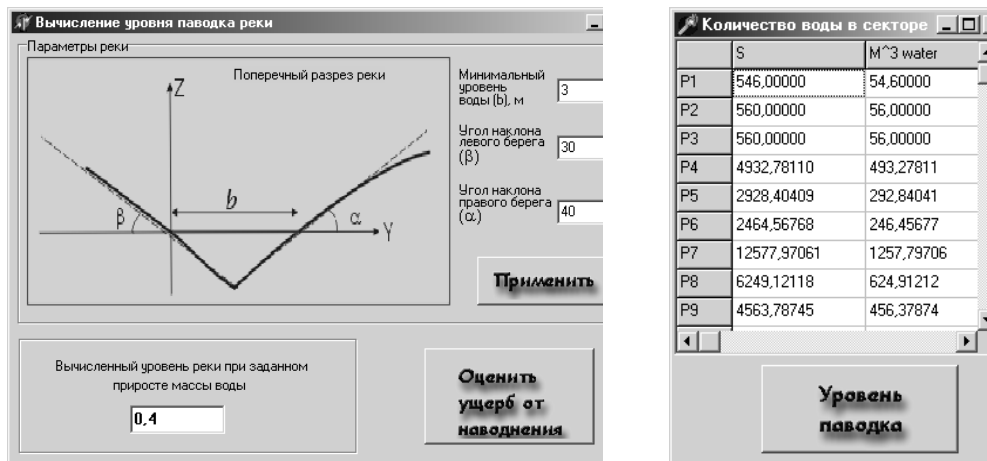 Вычисление уровня паводка реки
Параметры реки
Поперечный разрез реки
Z
b
β
α
Y
Минимальный
уровень
воды (b), м
3
Угол наклона
левого берега
(β)
30
Угол наклона
правого берега
(α)
40
Применить
Вычисленный уровень реки при заданном
приросте массы воды
0,4
Оценить
ущерб от
наводнения
Количество воды в секторе
S M^3 water
P1 546,00000 54,60000
P2 560,00000 56,00000
P3 560,00000 56,00000
P4 4932,78110 493,27811
P5 2928,40409 292,84041
P6 2464,56768 246,45677
P7 12577,97061 1257,79706
P8 6249,12118 624,91212
P9 4563,78745 456,37874
Уровень
паводка